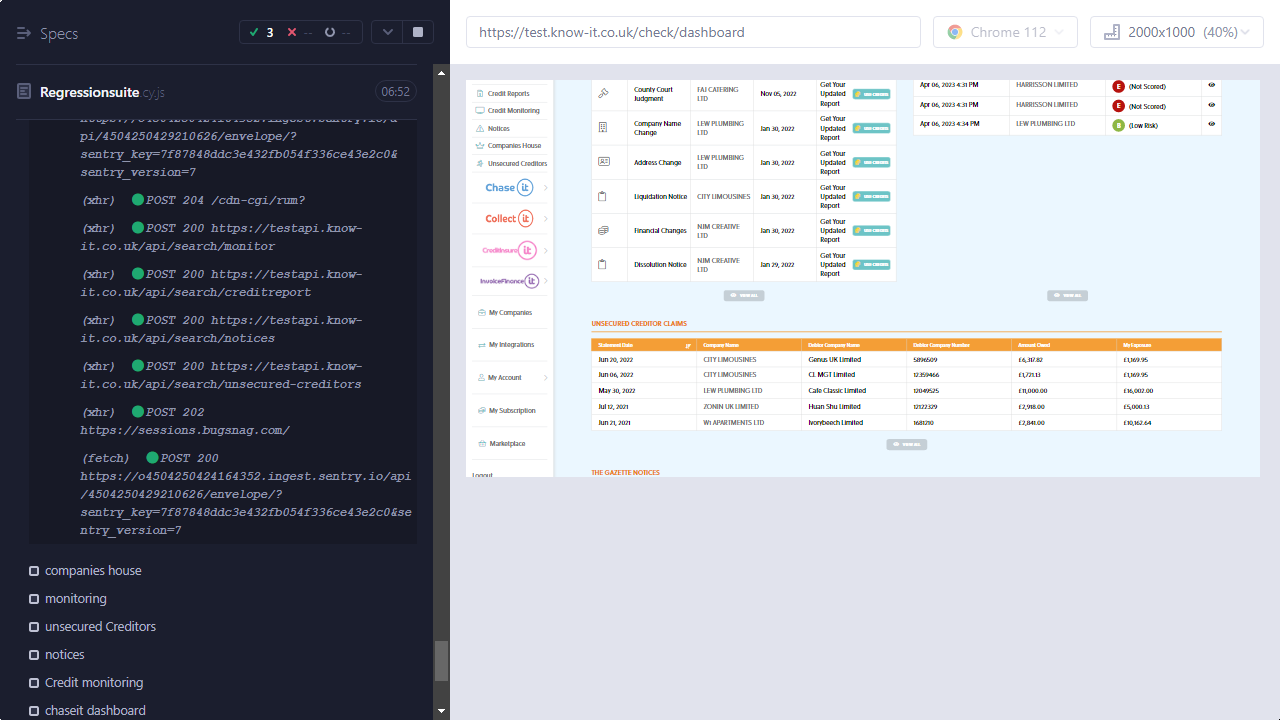 Specs
3
--
--
Regressionsuite.cy.js
06:52
pi/4504250429210626/envelope/?
sentry_key=7f87848ddc3e432fb054f336ce43e2c0&
sentry_version=7
(xhr) POST 204 /cdn-cgi/rum?
(xhr) POST 200 https://testapi.know-
it.co.uk/api/search/monitor
(xhr) POST 200 https://testapi.know-
it.co.uk/api/search/creditreport
(xhr) POST 200 https://testapi.know-
it.co.uk/api/search/notices
(xhr) POST 200 https://testapi.know-
it.co.uk/api/search/unsecured-creditors
(xhr) POST 202
https://sessions.bugsnag.com/
(fetch) POST 200
https://o4504250424164352.ingest.sentry.io/api
/4504250429210626/envelope/?
sentry_key=7f87848ddc3e432fb054f336ce43e2c0&se
ntry_version=7
companies house
monitoring
unsecured Creditors
notices
Credit monitoring
chaseit dashboard
https://test.know-it.co.uk/check/dashboard
Chrome 112
2000x1000 (40%)
Credit Reports
Credit Monitoring
Notices
Companies House
Unsecured Creditors
Chase it
Collect it
CreditInsure it
InvoiceFinance it
My Companies
My Integrations
My Account
My Subscription
Marketplace
Logout
County Court Judgment FAJ CATERING LTD Nov 05, 2022 Get Your Updated Report
Company Name Change LEW PLUMBING LTD Jan 30, 2022 Get Your Updated Report
Address Change LEW PLUMBING LTD Jan 30, 2022 Get Your Updated Report
Liquidation Notice CITY LIMOUSINES Jan 30, 2022 Get Your Updated Report
Financial Changes NJM CREATIVE LTD Jan 30, 2022 Get Your Updated Report
Dissolution Notice NJM CREATIVE LTD Jan 29, 2022 Get Your Updated Report
VIEW ALL
Apr 06, 2023 4:31 PM HARRISSON LIMITED E (Not Scored)
Apr 06, 2023 4:31 PM HARRISSON LIMITED E (Not Scored)
Apr 06, 2023 4:34 PM LEW PLUMBING LTD B (Low Risk)
VIEW ALL
UNSECURED CREDITOR CLAIMS
Statement Date Company Name Debtor Company Name Debtor Company Number Amount Owed My Exposure
Jun 20, 2022 CITY LIMOUSINES Genus UK Limited 5896509 £6,317.82 £1,169.95
Jun 06, 2022 CITY LIMOUSINES CL MGT Limited 12359466 £1,721.13 £1,169.95
May 30, 2022 LEW PLUMBING LTD Cafe Classic Limited 12049525 £11,000.00 £16,002.00
Jul 12, 2021 ZONIN UK LIMITED Huan Shu Limited 12122329 £2,918.00 £5,000.13
Jun 21, 2021 W1 APARTMENTS LTD Ivorybeech Limited 1681210 £2,841.00 £10,162.64
VIEW ALL
THE GAZETTE NOTICES